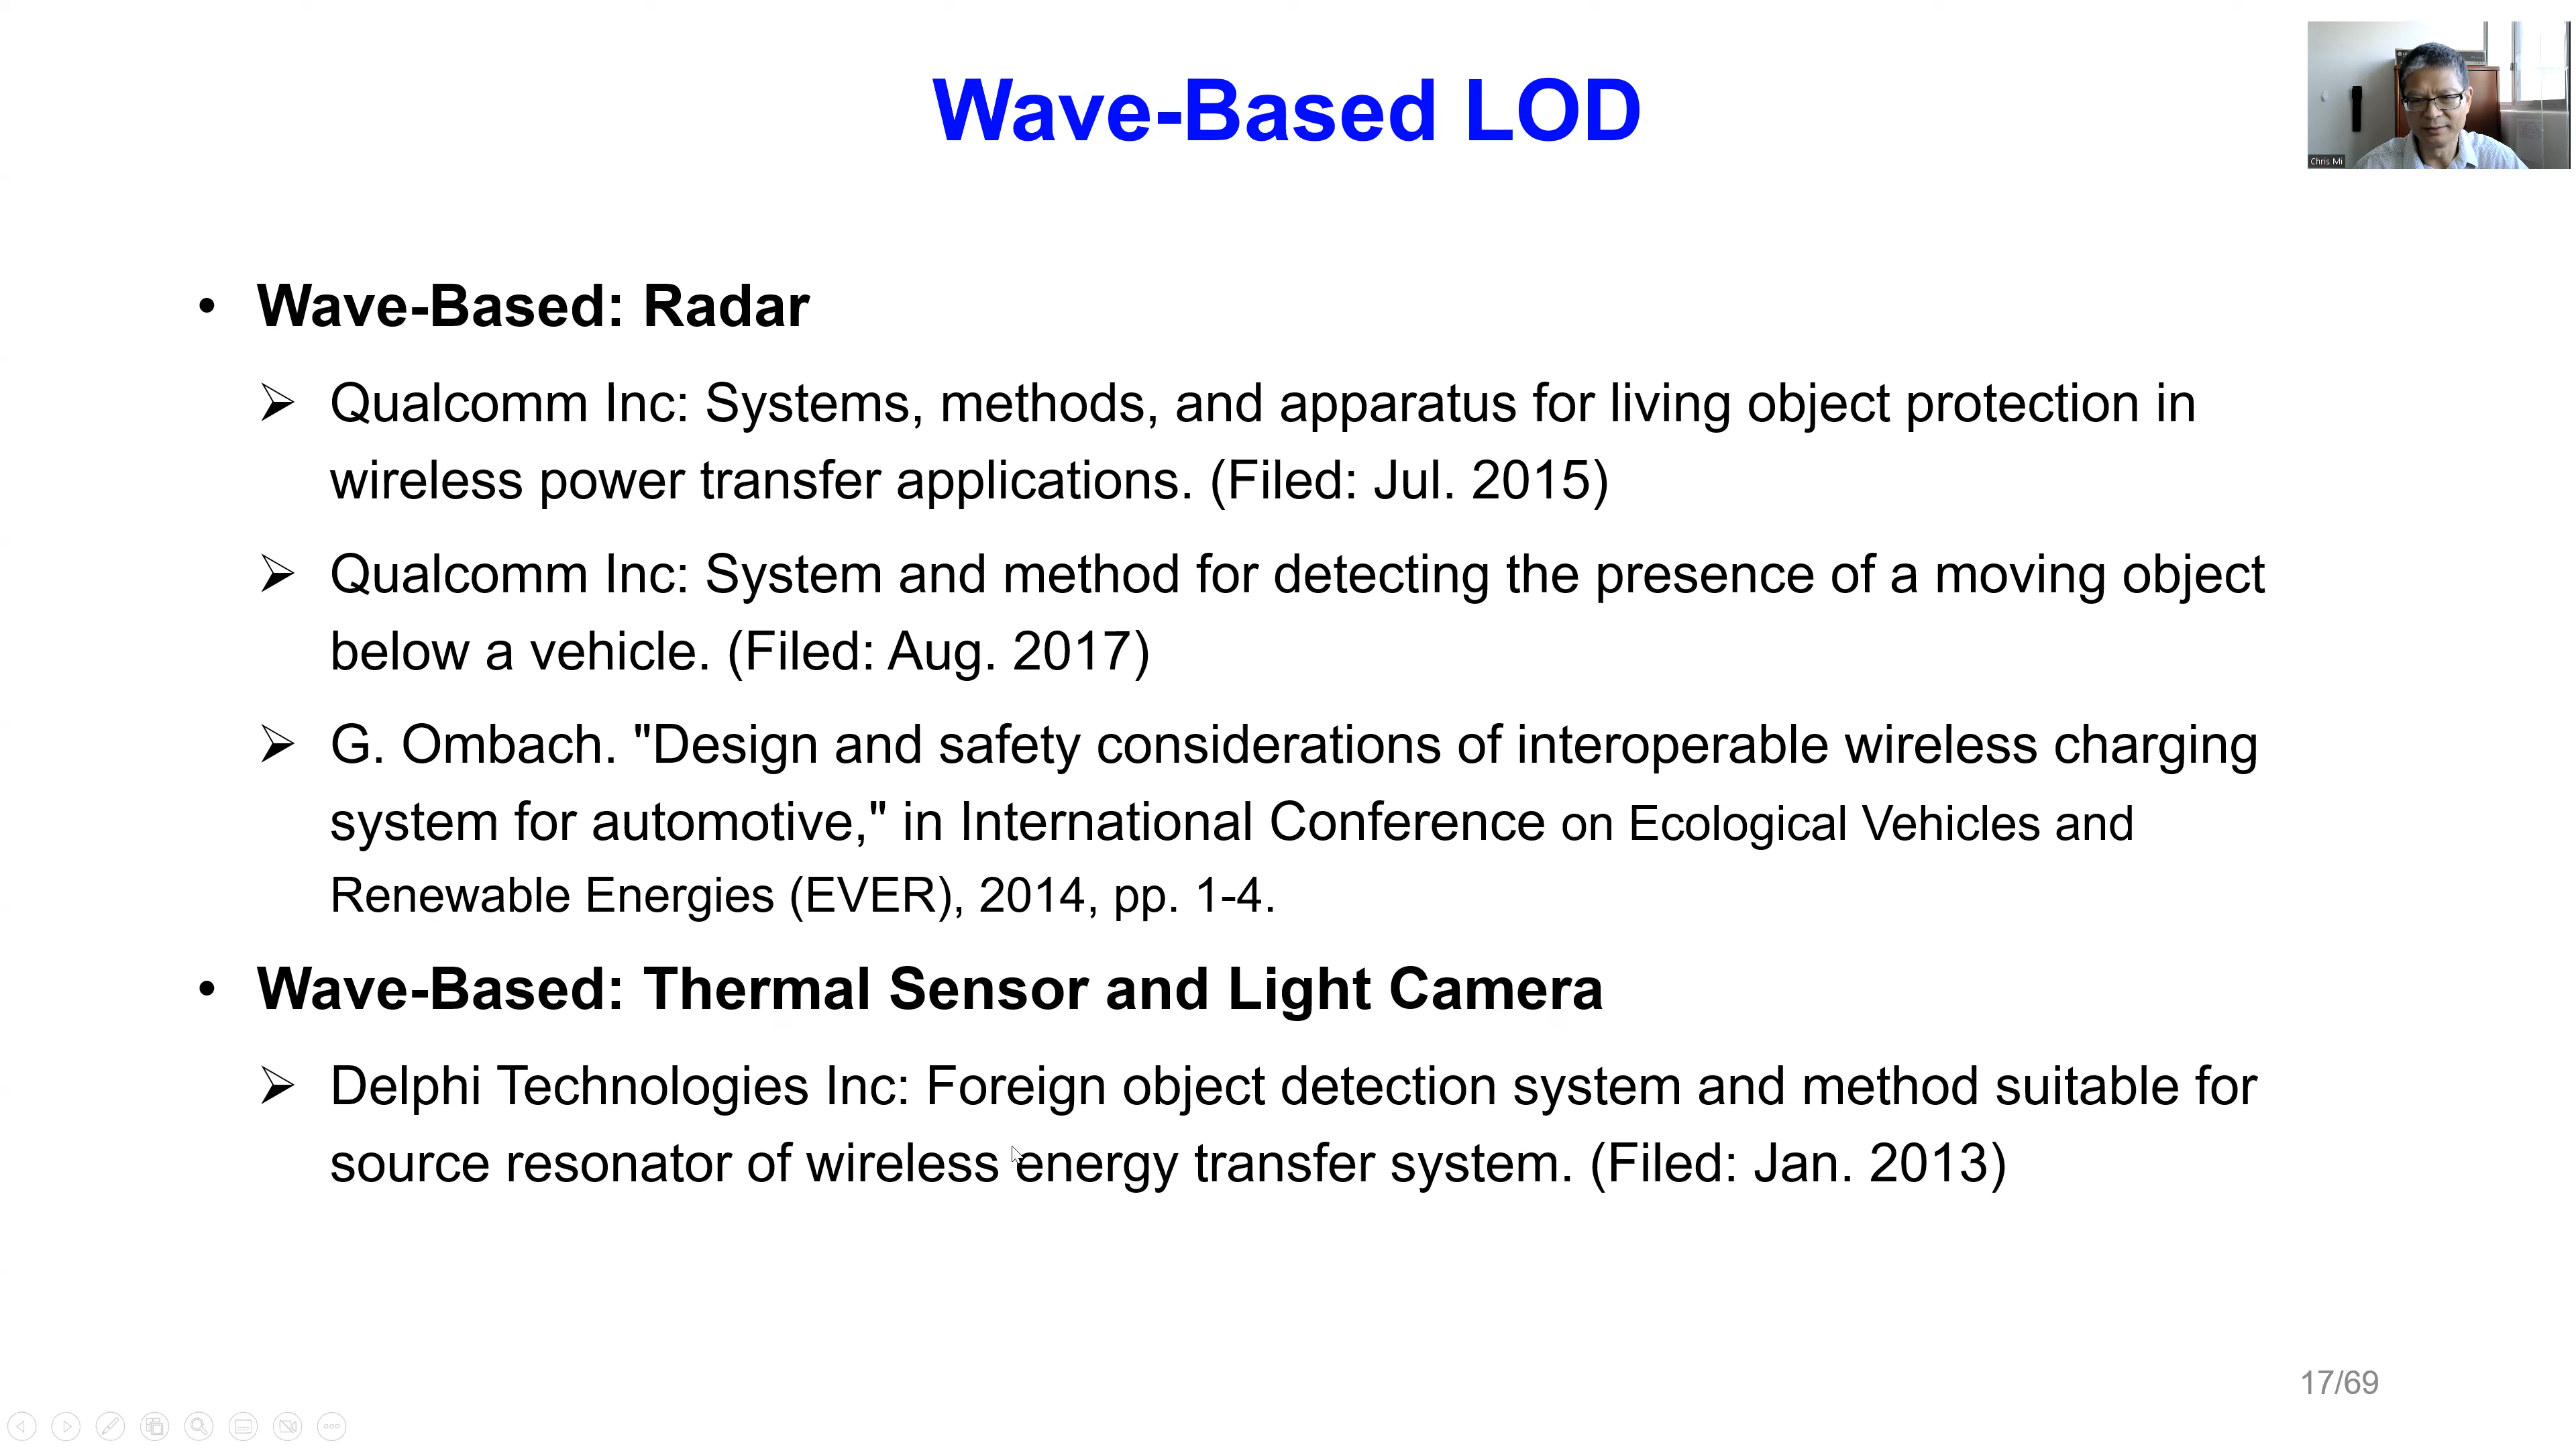 Wave-Based LOD
Chris Mi
• Wave-Based: Radar
➢ Qualcomm Inc: Systems, methods, and apparatus for living object protection in
wireless power transfer applications. (Filed: Jul. 2015)
➢ Qualcomm Inc: System and method for detecting the presence of a moving object
below a vehicle. (Filed: Aug. 2017)
➢ G. Ombach. "Design and safety considerations of interoperable wireless charging
system for automotive," in International Conference on Ecological Vehicles and
Renewable Energies (EVER), 2014, pp. 1-4.
• Wave-Based: Thermal Sensor and Light Camera
➢ Delphi Technologies Inc: Foreign object detection system and method suitable for
source resonator of wireless energy transfer system. (Filed: Jan. 2013)
17/69